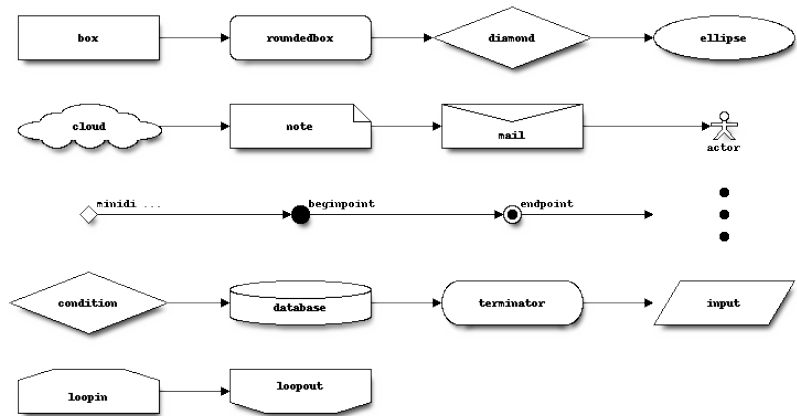 box
roundedbox
diamond
ellipse
cloud
note
mail
actor
minidi ...
beginpoint
endpoint
condition
database
terminator
input
loopin
loopout